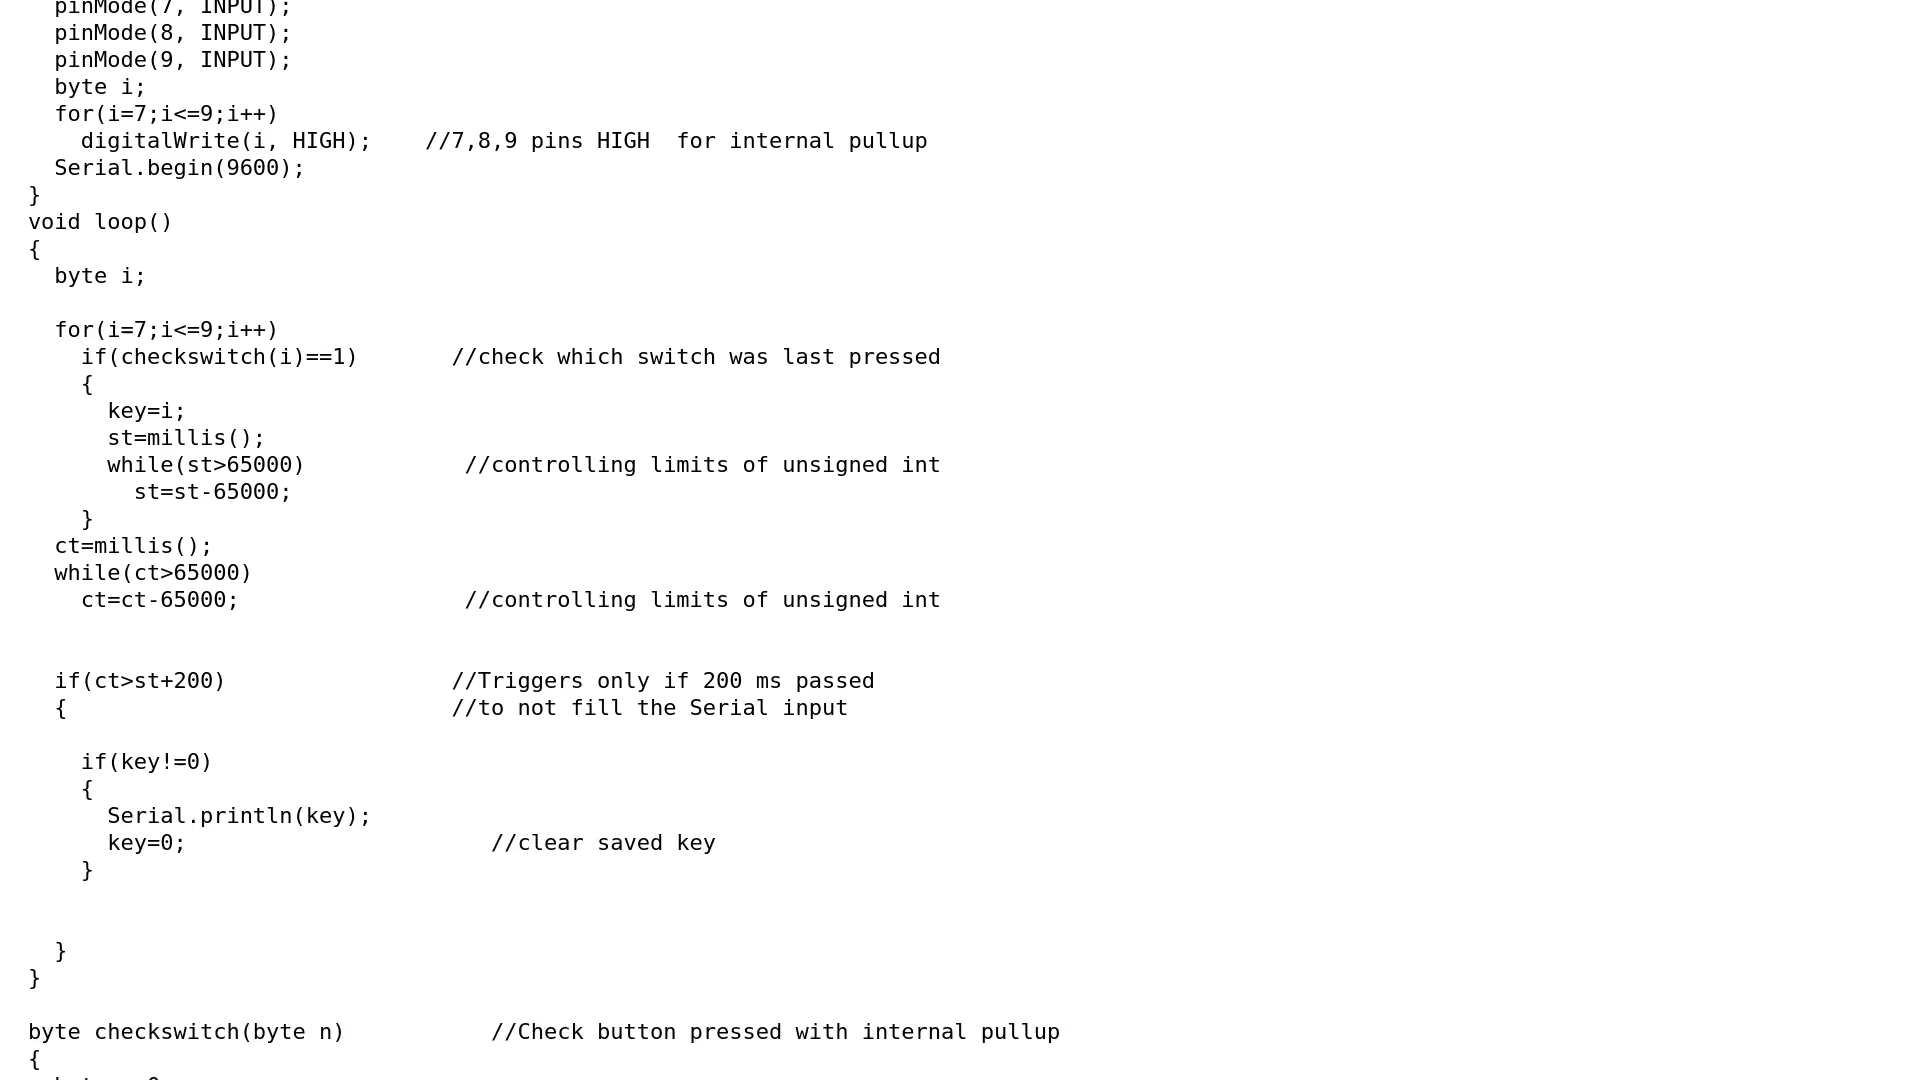 pinMode(7, INPUT);
pinMode(8, INPUT);
pinMode(9, INPUT);
byte i;
for(i=7;i<=9;i++)
digitalWrite(i, HIGH);    //7,8,9 pins HIGH  for internal pullup
Serial.begin(9600);
}
void loop()
{
byte i;
for(i=7;i<=9;i++)
if(checkswitch(i)==1)       //check which switch was last pressed
{
key=i;
st=millis();
while(st>65000)            //controlling limits of unsigned int
st=st-65000;
}
ct=millis();
while(ct>65000)
ct=ct-65000;                 //controlling limits of unsigned int
if(ct>st+200)                 //Triggers only if 200 ms passed
{                             //to not fill the Serial input
if(key!=0)
{
Serial.println(key);
key=0;                       //clear saved key
}
}
}
byte checkswitch(byte n)           //Check button pressed with internal pullup
{